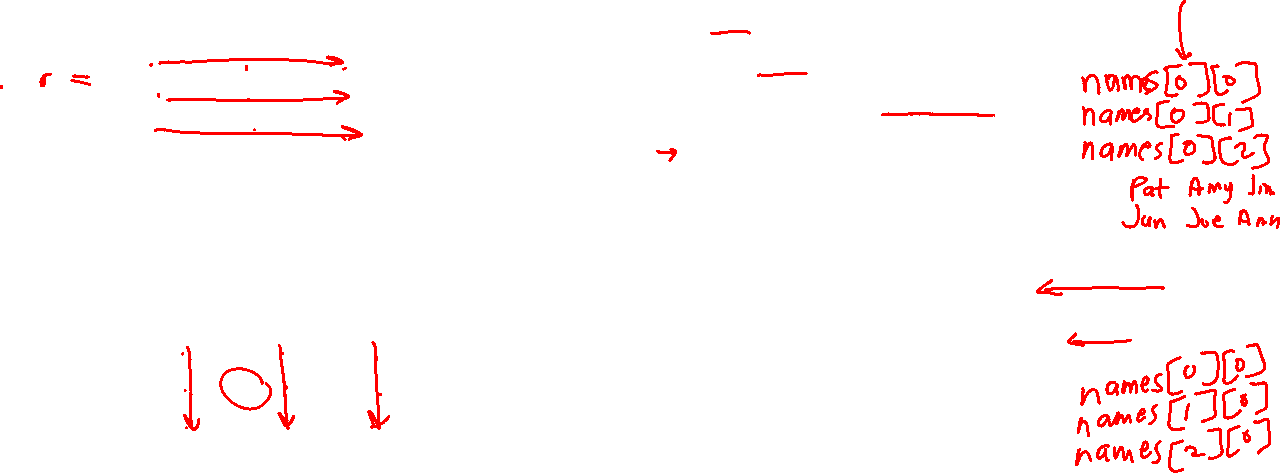 r =
names[0][0]
names[0][1]
names[0][2]
Pat Amy Jim
Jan Joe Ann
names[0][0]
names[1][0]
names[2][0]